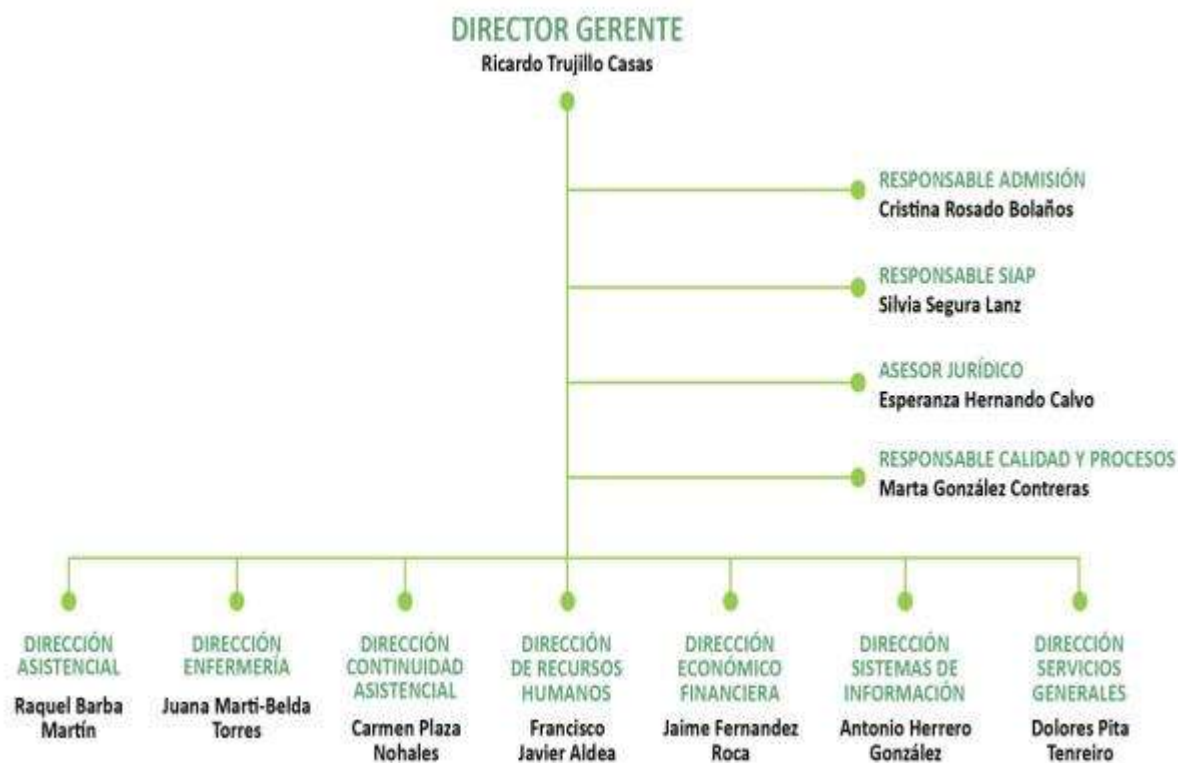 DIRECTOR GERENTE
Ricardo Trujillo Casas
RESPONSABLE ADMISIÓN
Cristina Rosado Bolaños
RESPONSABLE SIAP
Silvia Segura Lanz
ASESOR JURÍDICO
Esperanza Hernando Calvo
RESPONSABLE CALIDAD Y PROCESOS
Marta González Contreras
DIRECCIÓN
ASISTENCIAL
Raquel Barba
Martín
DIRECCIÓN
ENFERMERÍA
Juana Marti-Belda
Torres
DIRECCIÓN
CONTINUIDAD
ASISTENCIAL
Carmen Plaza
Nohales
DIRECCIÓN
DE RECURSOS
HUMANOS
Francisco
Javier Aldea
DIRECCIÓN
ECONÓMICO
FINANCIERA
Jaime Fernandez
Roca
DIRECCIÓN
SISTEMAS DE
INFORMACIÓN
Antonio Herrero
González
DIRECCIÓN
SERVICIOS
GENERALES
Dolores Pita
Tenreiro